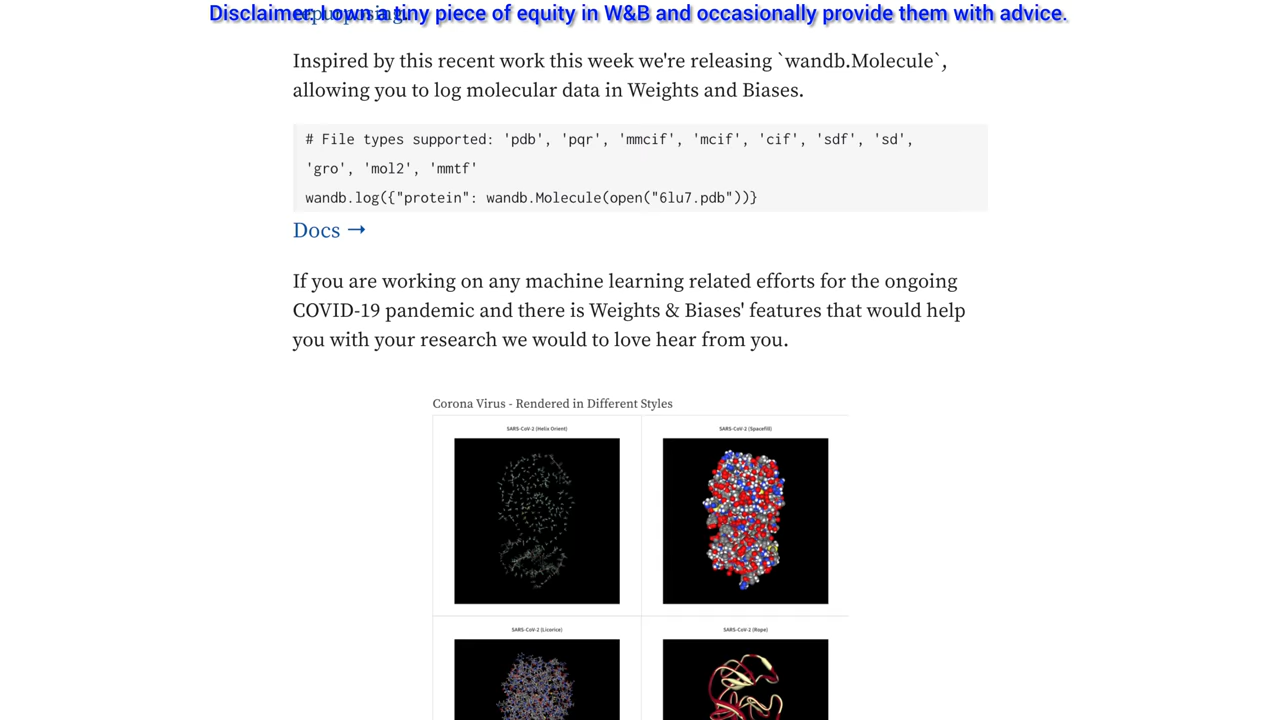 Disclaimer: I own a tiny piece of equity in W&B and occasionally provide them with advice.
repurposing.
Inspired by this recent work this week we're releasing `wandb.Molecule`,
allowing you to log molecular data in Weights and Biases.
# File types supported: 'pdb', 'pqr', 'mmcif', 'mcif', 'cif', 'sdf', 'sd',
'gro', 'mol2', 'mmtf'
wandb.log({"protein": wandb.Molecule(open("6lu7.pdb"))}
Docs →
If you are working on any machine learning related efforts for the ongoing
COVID-19 pandemic and there is Weights & Biases' features that would help
you with your research we would to love hear from you.
Corona Virus - Rendered in Different Styles
SARS-CoV-2 (Helix Orient)
SARS-CoV-2 (Spacefill)
SARS-CoV-2 (Licorice)
SARS-CoV-2 (Rope)